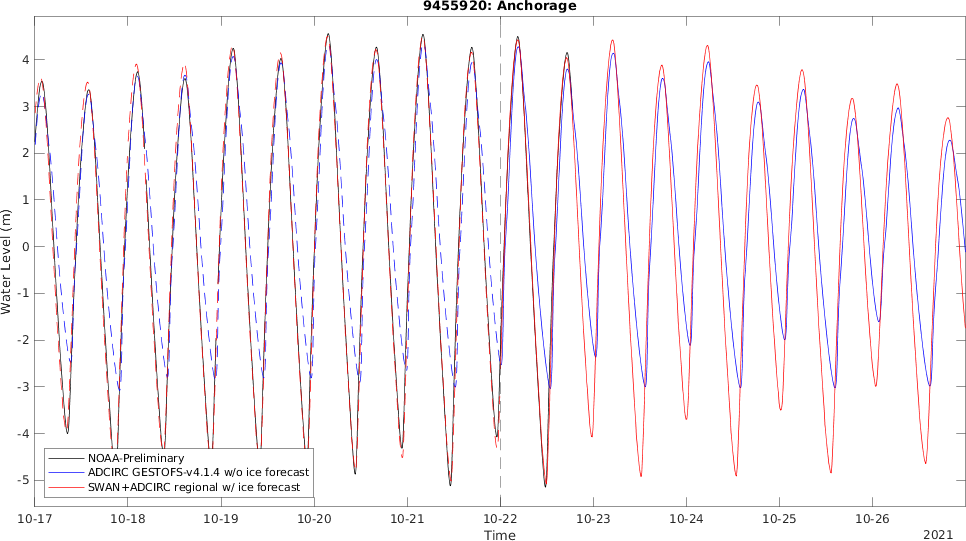 9455920: Anchorage
Water Level (m)
4
3
2
1
0
-1
-2
-3
-4
-5
NOAA-Preliminary
ADCIRC GESTOFS-v4.1.4 w/o ice forecast
SWAN+ADCIRC regional w/ ice forecast
10-17 10-18 10-19 10-20 10-21 10-22 10-23 10-24 10-25 10-26
Time
2021